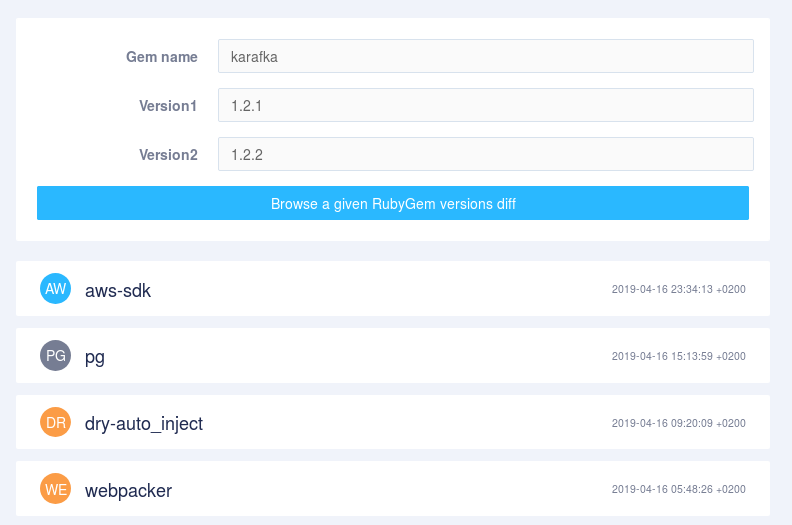 Gem name karafka
Version1 1.2.1
Version2 1.2.2
Browse a given RubyGem versions diff
AW aws-sdk 2019-04-16 23:34:13 +0200
PG pg 2019-04-16 15:13:59 +0200
DR dry-auto_inject 2019-04-16 09:20:09 +0200
WE webpacker 2019-04-16 05:48:26 +0200